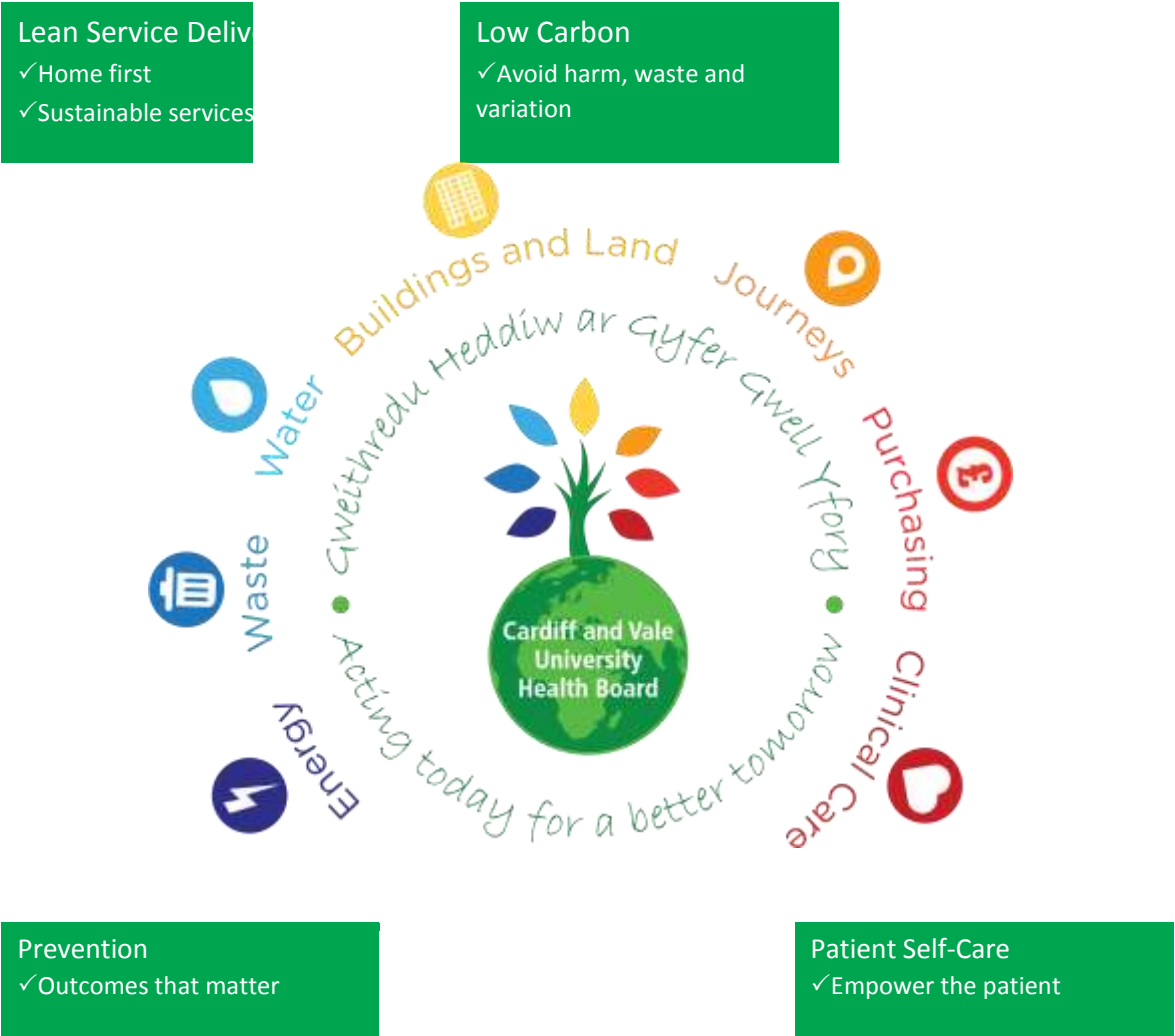 Lean Service Deliv
✓Home first
✓Sustainable services
Low Carbon
✓Avoid harm, waste and
variation
Buildings and Land
Journeys
Purchasing
Clinical Care
Water
Waste
Energy
Gweithredu Heddiw ar Gyfer Gwell Yfory
Acting today for a better tomorrow
Cardiff and Vale
University
Health Board
£
Prevention
✓Outcomes that matter
Patient Self-Care
✓Empower the patient